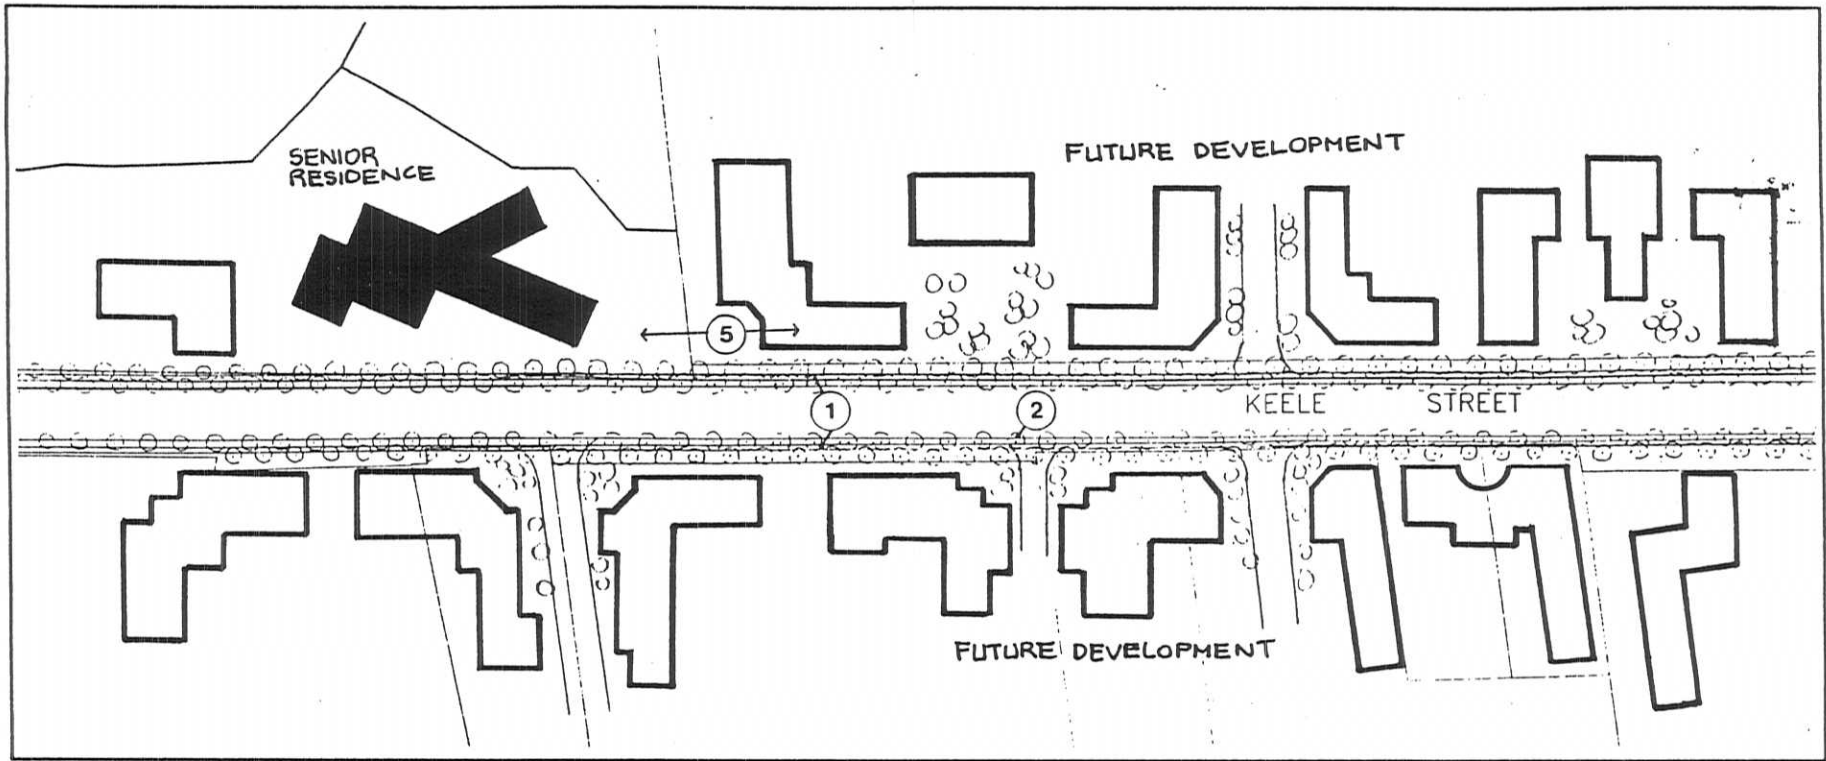 FUTURE DEVELOPMENT
SENIOR
RESIDENCE
5
1
2
KEELE STREET
FUTURE DEVELOPMENT